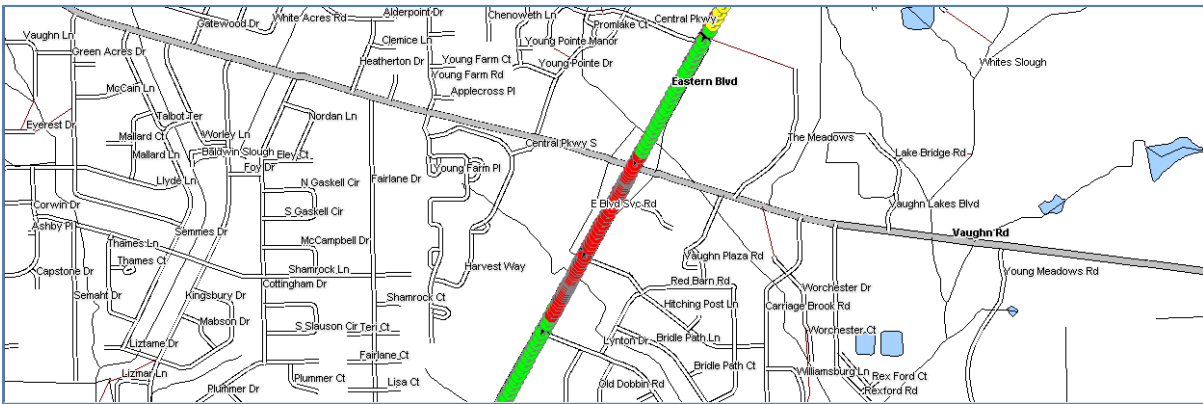 Gatewood Dr
White Acres Rd
Alderpoint Dr
Chenoweth Ln
Promlake Ct
Central Pkwy
Vaughn Ln
Green Acres Dr
Clemice Ln
Young Pointe Manor
Heatherton Dr
Young Farm Ct
Young Pointe Dr
Whites Slough
Young Farm Rd
Eastern Blvd
McCain Ln
Applecross Pl
Talbot Ter
Nordan Ln
Everest Dr
Mallard Ct
Worley Ln
The Meadows
Mallard Ln
Baldwin Slough
Eley Ct
Central Pkwy S
Lake Bridge Rd
Foy Dr
Young Farm Pl
Llyde Ln
N Gaskell Cir
Fairlane Dr
Corwin Dr
S Gaskell Cir
E Blvd Svc Rd
Vaughn Lakes Blvd
Ashby Pl
Semmes Dr
Vaughn Rd
Thames Ln
McCampbell Dr
Thames Ct
Vaughn Plaza Rd
Capstone Dr
Shamrock Ln
Harvest Way
Young Meadows Rd
Cottingham Dr
Red Barn Rd
Worchester Dr
Semaht Dr
Kingsbury Dr
Shamrock Ct
Hitching Post Ln
Carriage Brook Rd
Mabson Dr
S Slauson Cir
Teri Ct
Worchester Ct
Liztame Dr
Lynton Dr
Bridle Path Ln
Fairlane Ct
Lizmar Ln
Bridle Path Ct
Williamsburg Ln
Plummer Dr
Plummer Ct
Lisa Ct
Old Dobbin Rd
Rex Ford Ct
Rexford Rd